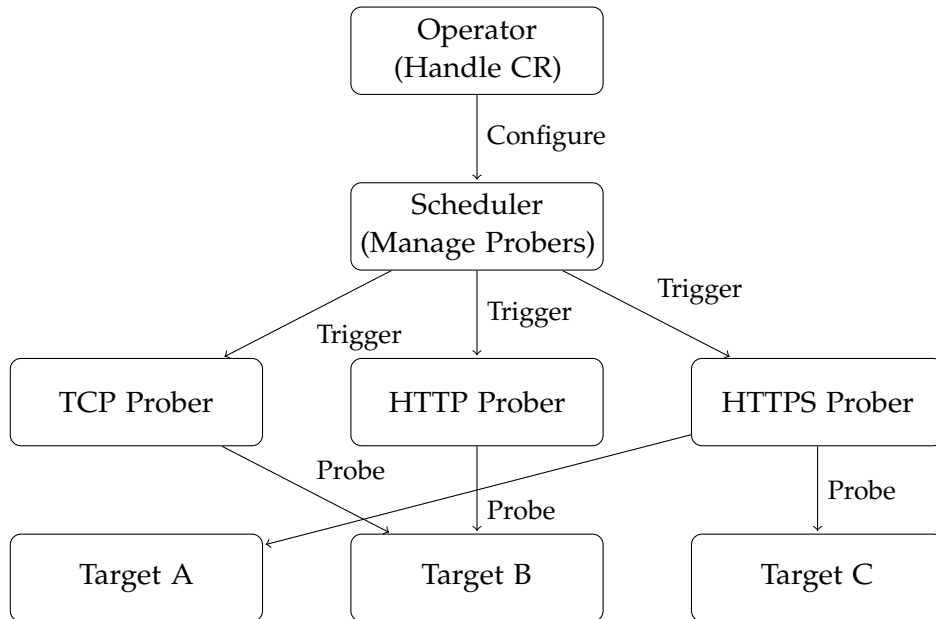 Operator
(Handle CR)
Configure
Scheduler
(Manage Probers)
Trigger
Trigger
Trigger
TCP Prober
HTTP Prober
HTTPS Prober
Probe
Probe
Probe
Target A
Target B
Target C